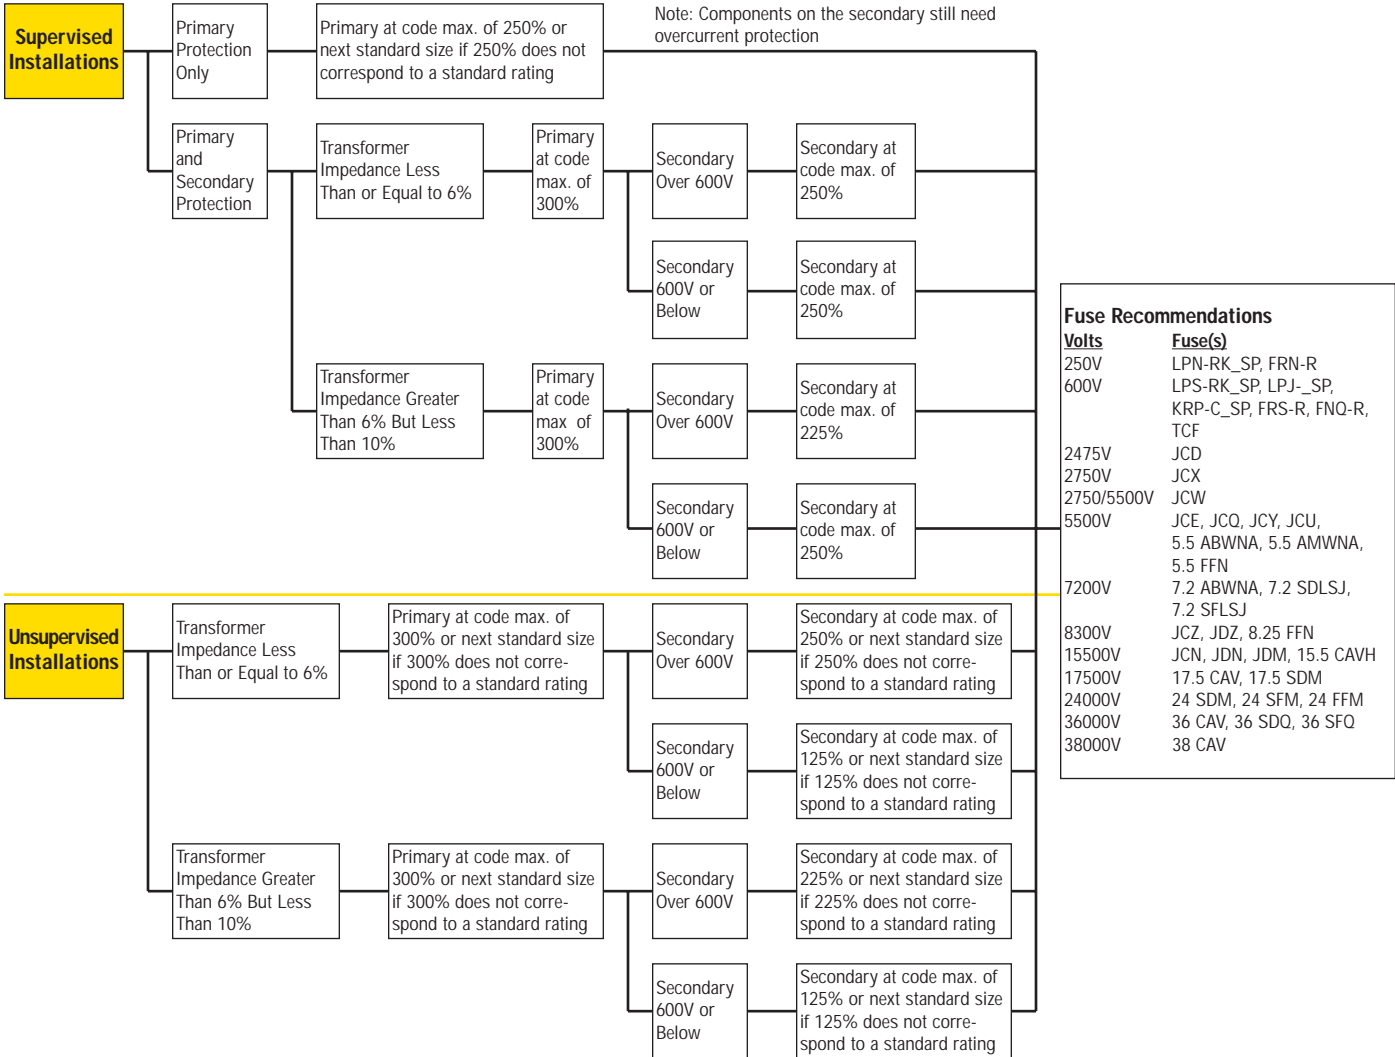 Supervised
Installations
Primary
Protection
Only
Primary at code max. of 250% or
next standard size if 250% does not
correspond to a standard rating
Note: Components on the secondary still need
overcurrent protection
Primary
and
Secondary
Protection
Transformer
Impedance Less
Than or Equal to 6%
Primary
at code
max. of
300%
Secondary
Over 600V
Secondary at
code max. of
250%
Secondary
600V or
Below
Secondary at
code max. of
250%
Transformer
Impedance Greater
Than 6% But Less
Than 10%
Primary
at code
max of
300%
Secondary
Over 600V
Secondary at
code max. of
225%
Secondary
600V or
Below
Secondary at
code max. of
250%
Unsupervised
Installations
Transformer
Impedance Less
Than or Equal to 6%
Primary at code max. of
300% or next standard size
if 300% does not corre-
spond to a standard rating
Secondary
Over 600V
Secondary at code max. of
250% or next standard size
if 250% does not corre-
spond to a standard rating
Secondary
600V or
Below
Secondary at code max. of
125% or next standard size
if 125% does not corre-
spond to a standard rating
Transformer
Impedance Greater
Than 6% But Less
Than 10%
Primary at code max. of
300% or next standard size
if 300% does not corre-
spond to a standard rating
Secondary
Over 600V
Secondary at code max. of
225% or next standard size
if 225% does not corre-
spond to a standard rating
Secondary
600V or
Below
Secondary at code max. of
125% or next standard size
if 125% does not corre-
spond to a standard rating
Fuse Recommendations
Volts Fuse(s)
250V LPN-RK_SP, FRN-R
600V LPS-RK_SP, LPJ-_SP,
KRP-C_SP, FRS-R, FNQ-R,
TCF
2475V JCD
2750V JCX
2750/5500V JCW
5500V JCE, JCQ, JCY, JCU,
5.5 ABWNA, 5.5 AMWNA,
5.5 FFN
7200V 7.2 ABWNA, 7.2 SDLSJ,
7.2 SFLSJ
8300V JCZ, JDZ, 8.25 FFN
15500V JCN, JDN, JDM, 15.5 CAVH
17500V 17.5 CAV, 17.5 SDM
24000V 24 SDM, 24 SFM, 24 FFM
36000V 36 CAV, 36 SDQ, 36 SFQ
38000V 38 CAV